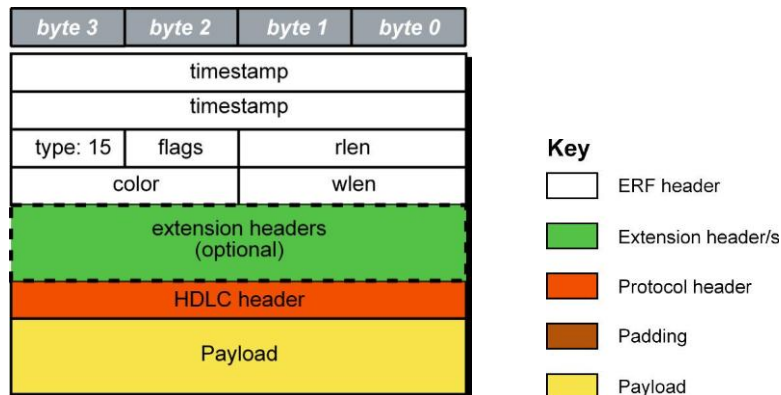 byte 3 byte 2 byte 1 byte 0
timestamp
timestamp
type: 15 flags rlen
color wlen
extension headers
(optional)
HDLC header
Payload
Key
ERF header
Extension header/s
Protocol header
Padding
Payload